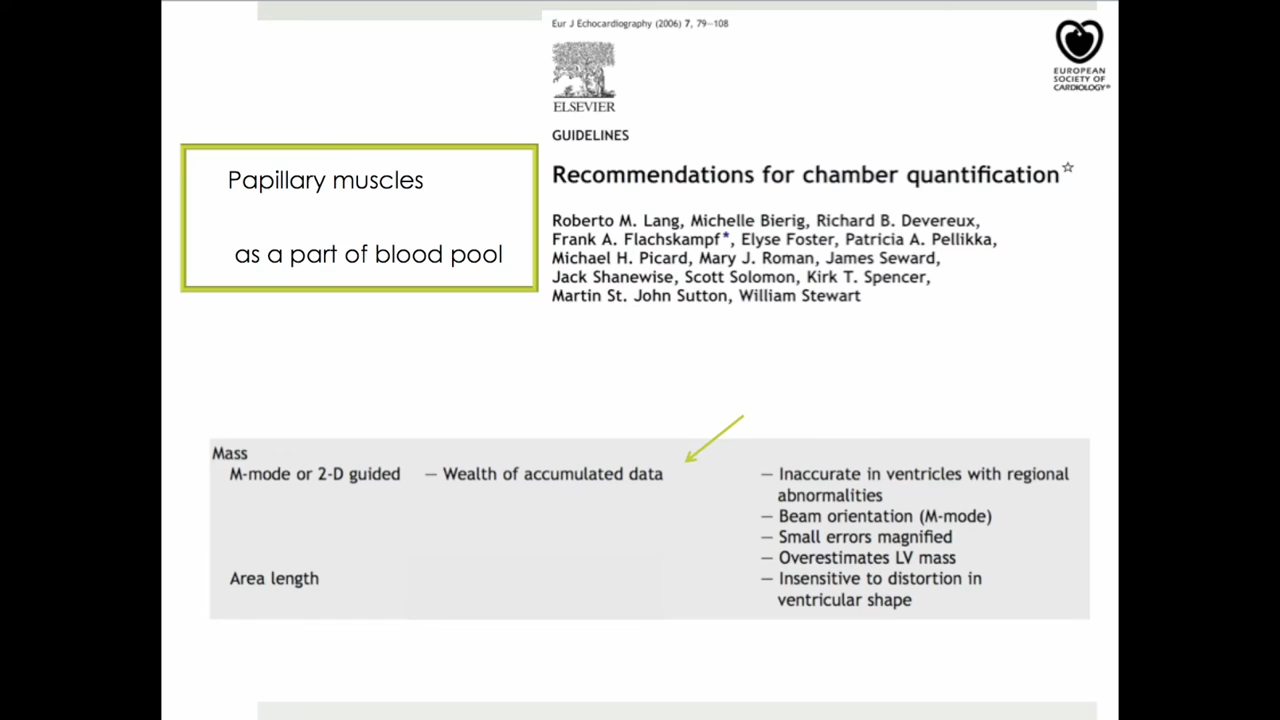 Eur J Echocardiography (2006) 7, 79–108
ELSEVIER
EUROPEAN
SOCIETY OF
CARDIOLOGY®
GUIDELINES
Recommendations for chamber quantification☆
Roberto M. Lang, Michelle Bierig, Richard B. Devereux,
Frank A. Flachskampf*, Elyse Foster, Patricia A. Pellikka,
Michael H. Picard, Mary J. Roman, James Seward,
Jack Shanewise, Scott Solomon, Kirk T. Spencer,
Martin St. John Sutton, William Stewart
Papillary muscles
as a part of blood pool
Mass
M-mode or 2-D guided – Wealth of accumulated data – Inaccurate in ventricles with regional
abnormalities
– Beam orientation (M-mode)
– Small errors magnified
– Overestimates LV mass
Area length – Insensitive to distortion in
ventricular shape